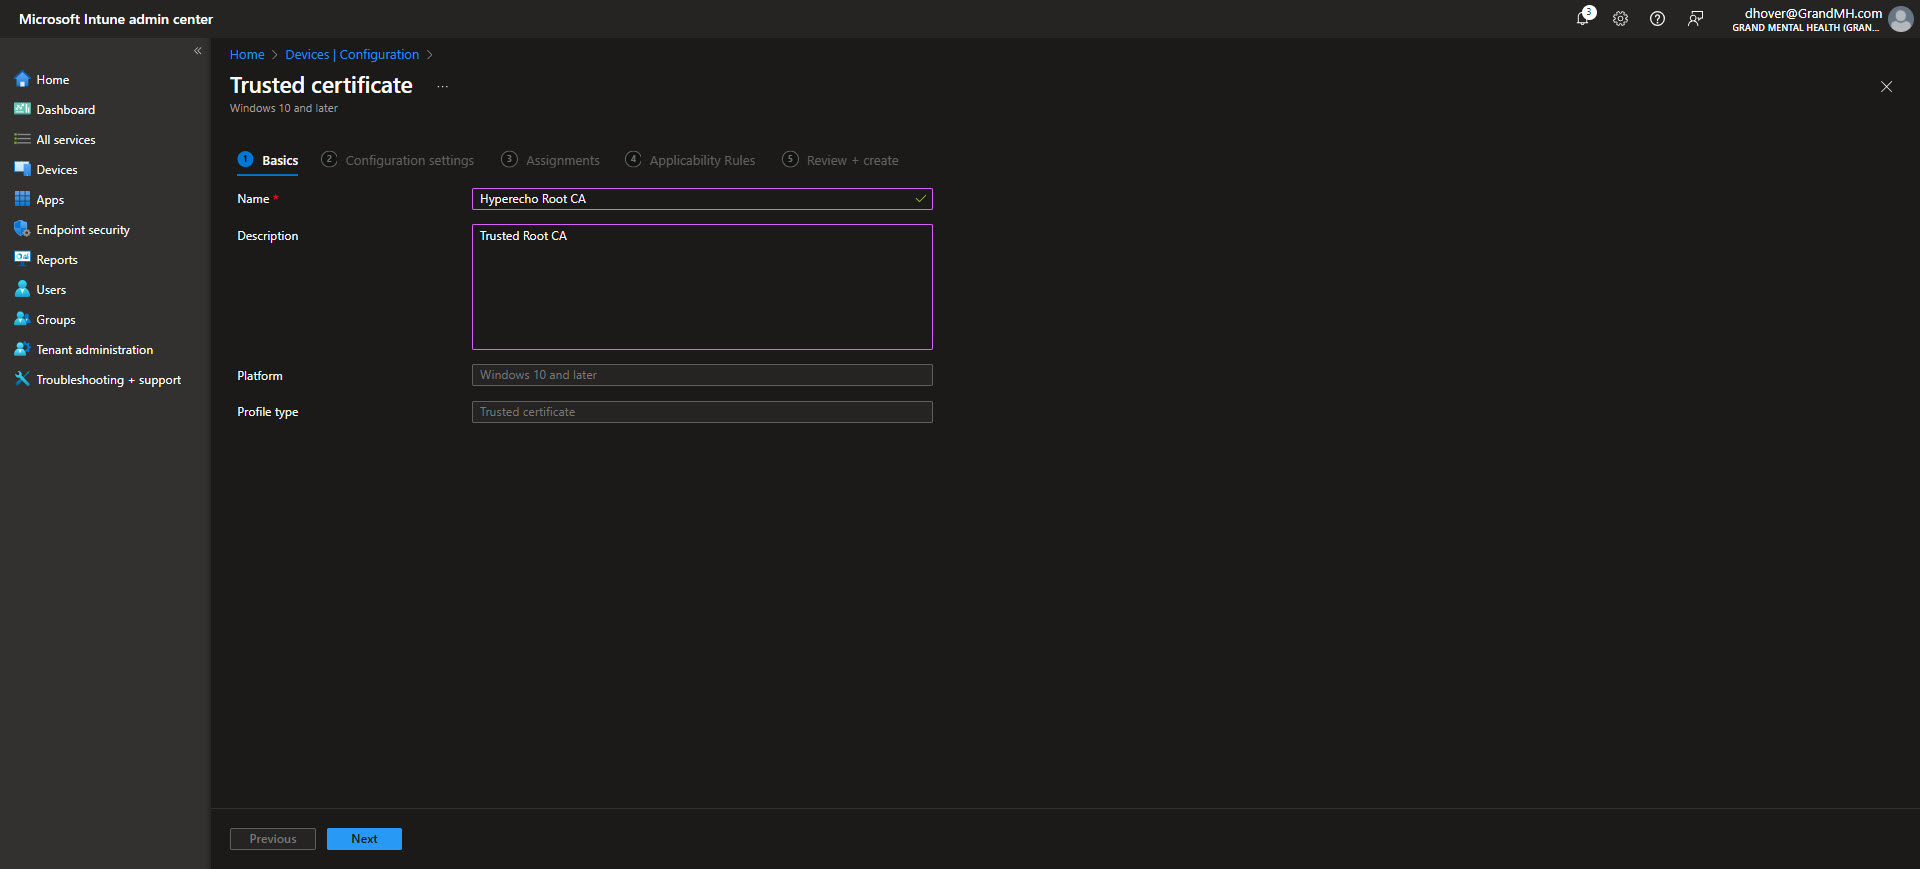 Microsoft Intune admin center
3
dhover@GrandMH.com
GRAND MENTAL HEALTH (GRAN...
«
Home
Dashboard
All services
Devices
Apps
Endpoint security
Reports
Users
Groups
Tenant administration
Troubleshooting + support
Home > Devices | Configuration >
Trusted certificate ...
Windows 10 and later
1 Basics 2 Configuration settings 3 Assignments 4 Applicability Rules 5 Review + create
Name * Hyperecho Root CA
Description Trusted Root CA
Platform Windows 10 and later
Profile type Trusted certificate
Previous Next